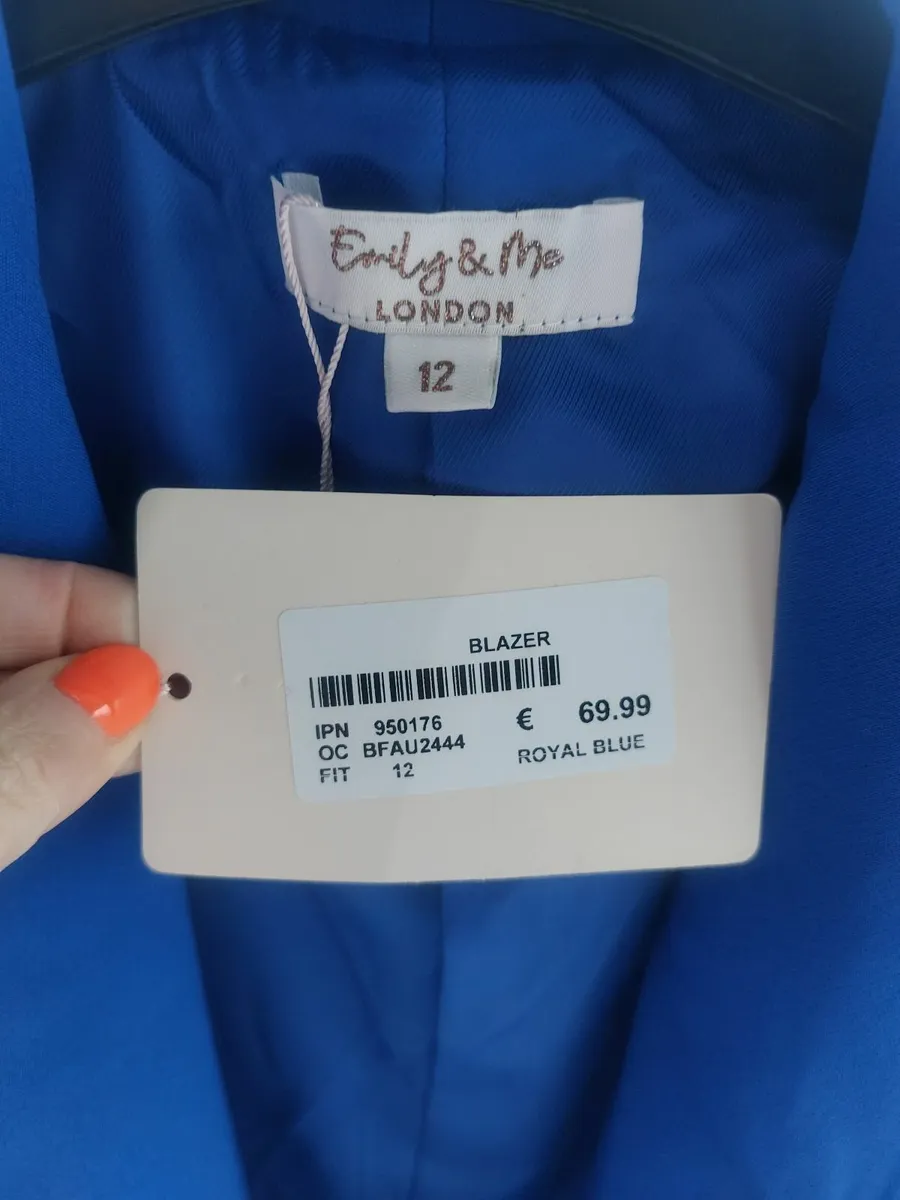 Emily & Me
LONDON
12
BLAZER
IPN 950176
€ 69.99
OC BFAU2444
ROYAL BLUE
FIT 12